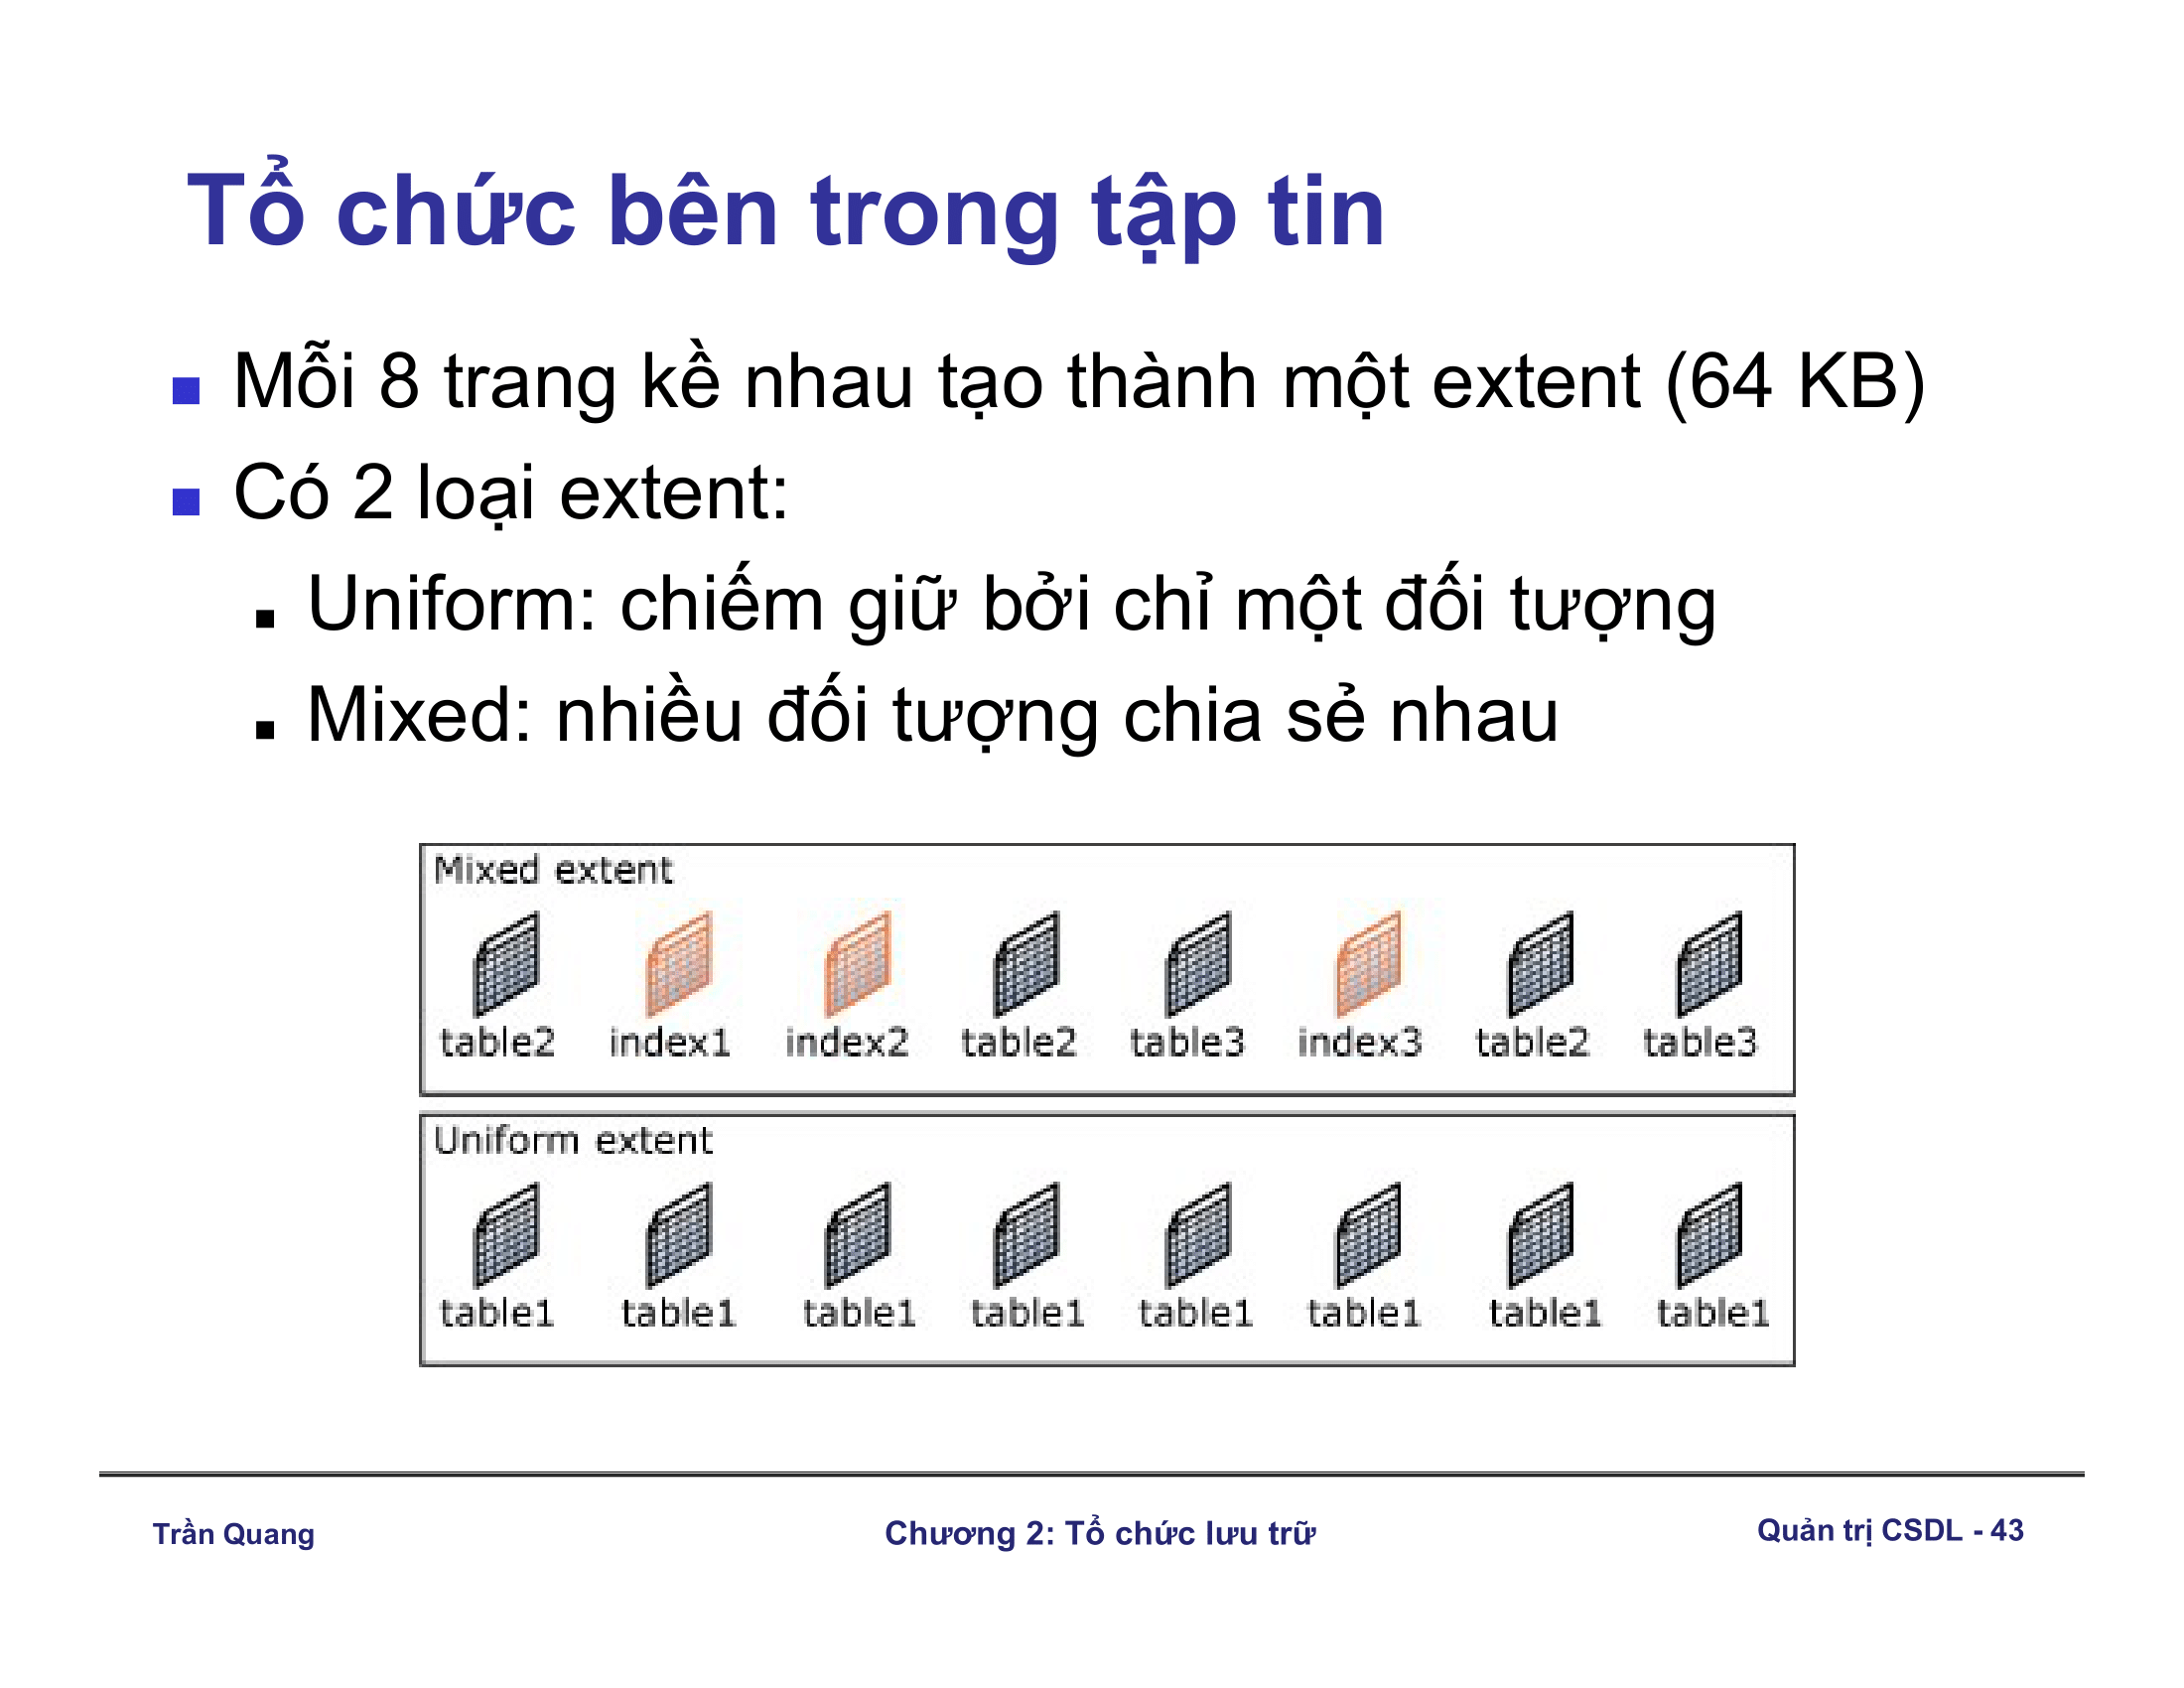 Tổ chức bên trong tập tin
Mỗi 8 trang kề nhau tạo thành một extent (64 KB)
Có 2 loại extent:
Uniform: chiếm giữ bởi chỉ một đối tượng
Mixed: nhiều đối tượng chia sẻ nhau
Mixed extent
table2 index1 index2 table2 table3 index3 table2 table3
Uniform extent
table1 table1 table1 table1 table1 table1 table1 table1
Trần Quang Chương 2: Tổ chức lưu trữ Quản trị CSDL - 43